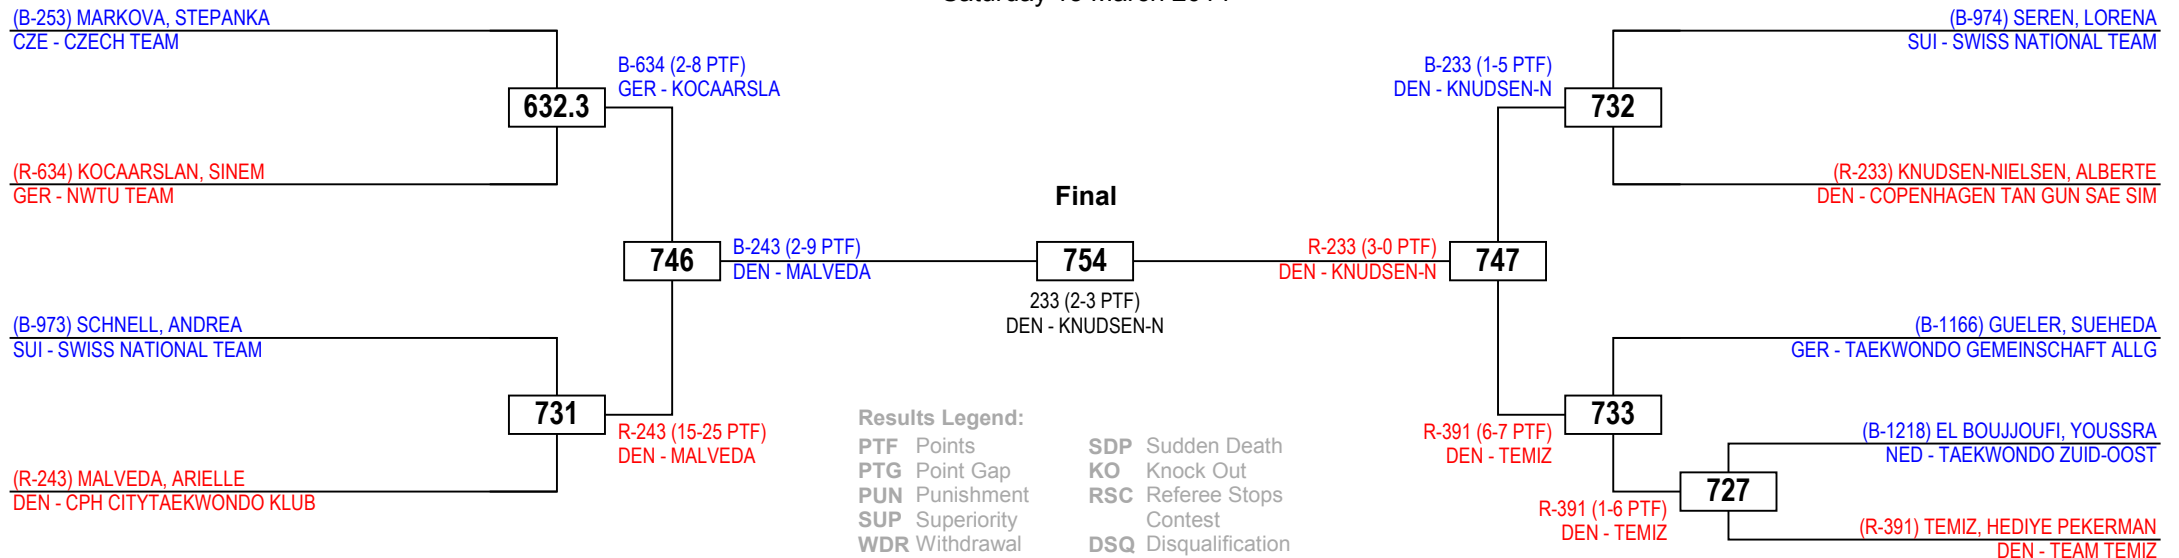 (B-253) MARKOVA, STEPANKA
CZE - CZECH TEAM
B-634 (2-8 PTF)
GER - KOCAARSLA
632.3
(R-634) KOCAARSLAN, SINEM
GER - NWTU TEAM
746
B-243 (2-9 PTF)
DEN - MALVEDA
(B-973) SCHNELL, ANDREA
SUI - SWISS NATIONAL TEAM
731
R-243 (15-25 PTF)
DEN - MALVEDA
(R-243) MALVEDA, ARIELLE
DEN - CPH CITYTAEKWONDO KLUB
Final
754
233 (2-3 PTF)
DEN - KNUDSEN-N
(B-974) SEREN, LORENA
SUI - SWISS NATIONAL TEAM
B-233 (1-5 PTF)
DEN - KNUDSEN-N
732
(R-233) KNUDSEN-NIELSEN, ALBERTE
DEN - COPENHAGEN TAN GUN SAE SIM
R-233 (3-0 PTF)
DEN - KNUDSEN-N
747
(B-1166) GUELER, SUEHEDA
GER - TAEKWONDO GEMEINSCHAFT ALLG
733
R-391 (6-7 PTF)
DEN - TEMIZ
(B-1218) EL BOUJJOUFI, YOUSSRA
NED - TAEKWONDO ZUID-OOST
727
R-391 (1-6 PTF)
DEN - TEMIZ
(R-391) TEMIZ, HEDIYE PEKERMAN
DEN - TEAM TEMIZ
Results Legend:
PTF Points
PTG Point Gap
PUN Punishment
SUP Superiority
WDR Withdrawal
SDP Sudden Death
KO Knock Out
RSC Referee Stops
Contest
DSQ Disqualification